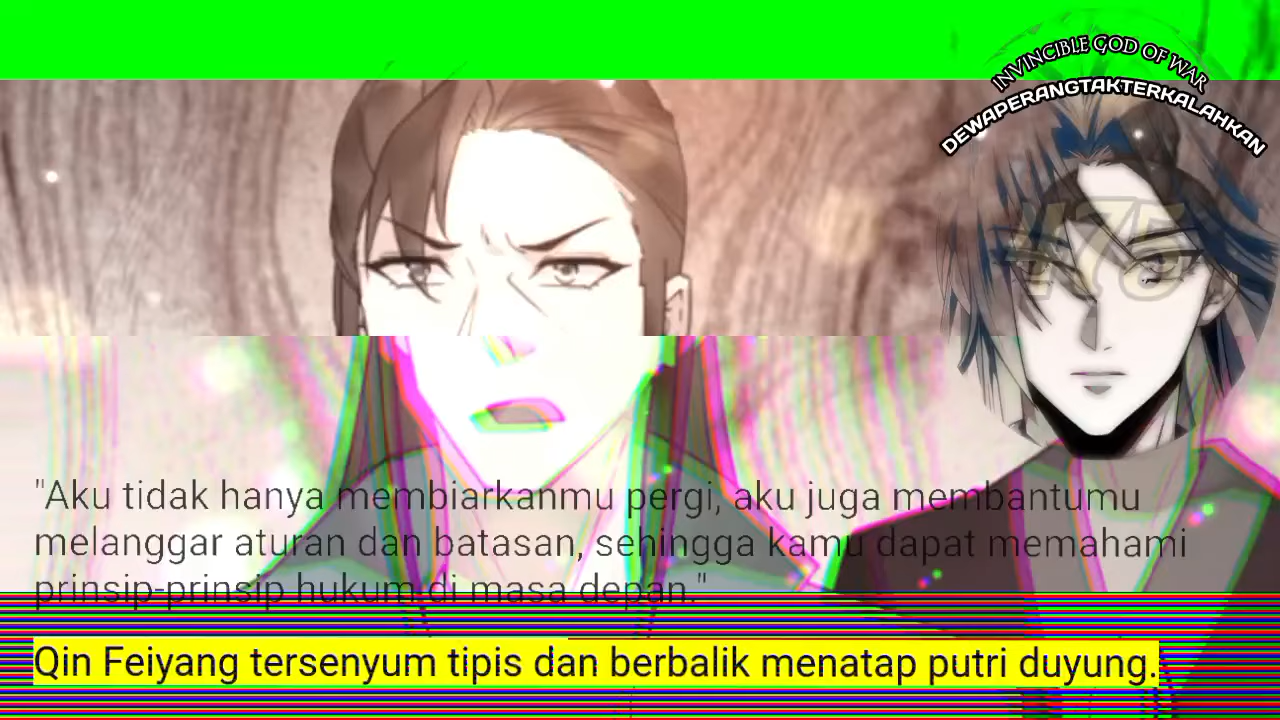 INVINCIBLE GOD OF WAR
DEWAPERANGTAKTERKALAHKAN
475
"Aku tidak hanya membiarkanmu pergi, aku juga membantumu
melanggar aturan dan batasan, sehingga kamu dapat memahami
prinsip-prinsip hukum di masa depan."
Qin Feiyang tersenyum tipis dan berbalik menatap putri duyung.